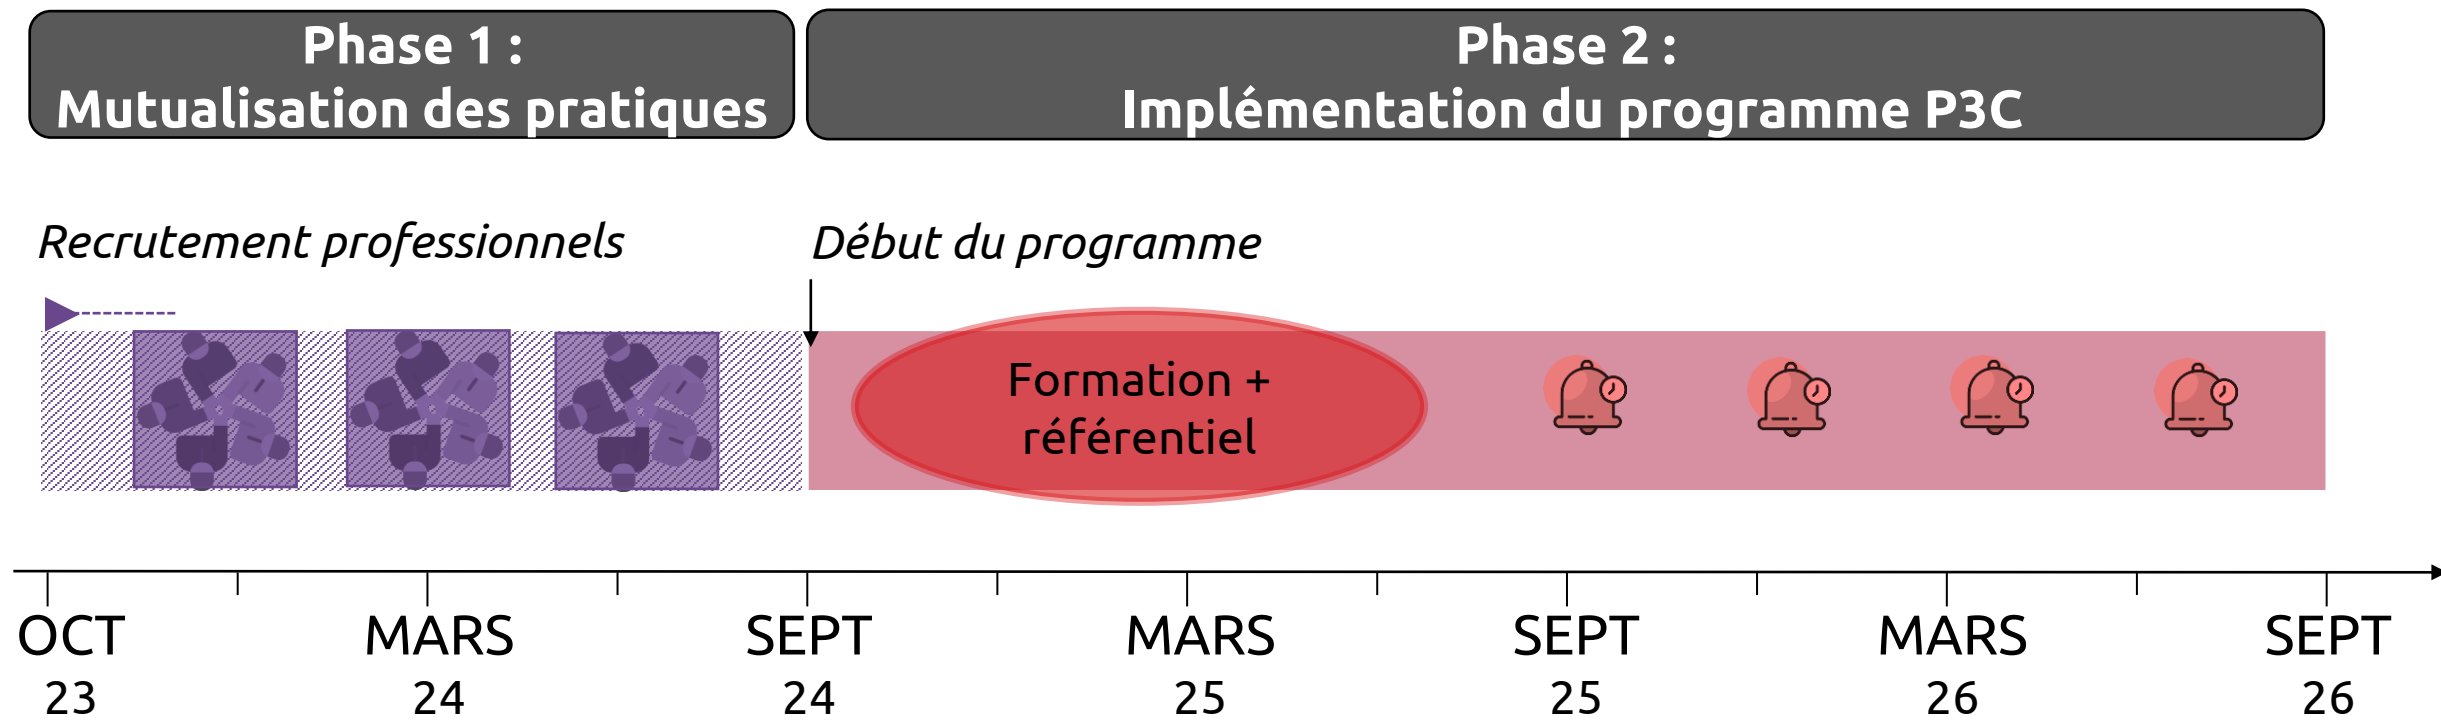 Phase 1 :
Mutualisation des pratiques
Phase 2 :
Implémentation du programme P3C
Recrutement professionnels
Début du programme
Formation +
référentiel
OCT
23
MARS
24
SEPT
24
MARS
25
SEPT
25
MARS
26
SEPT
26